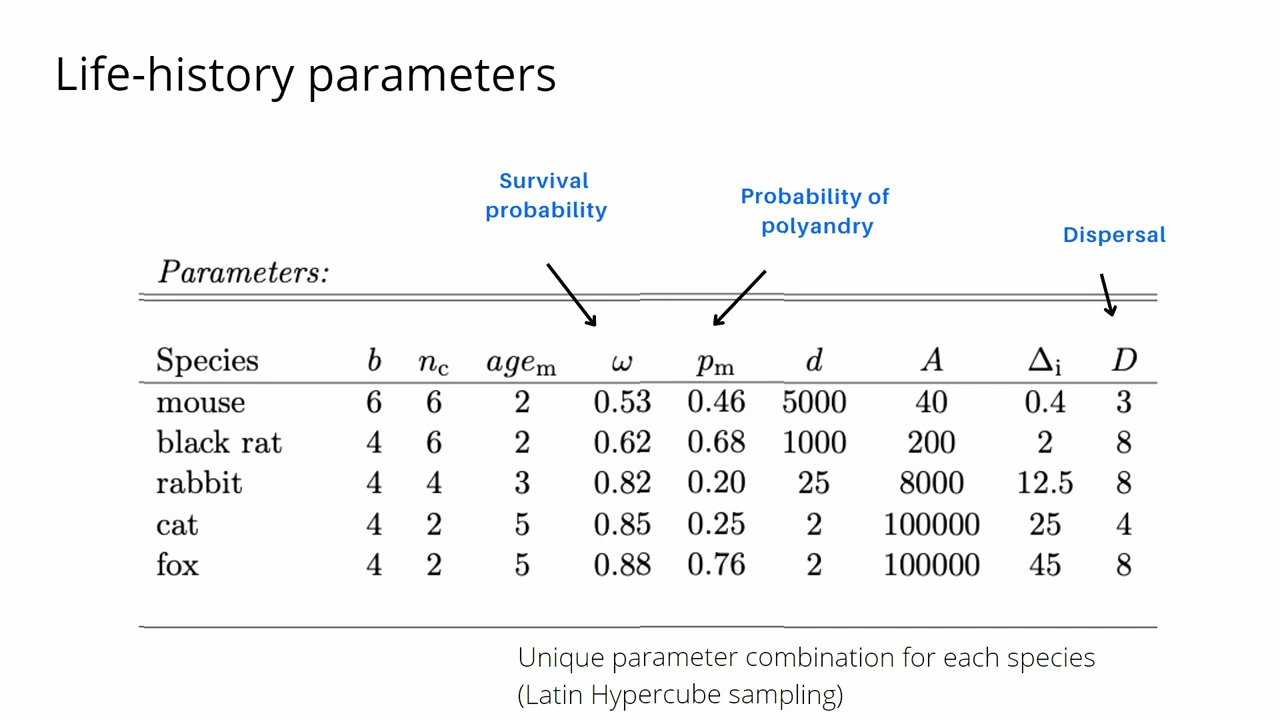 Life-history parameters
Survival
probability
Probability of
polyandry
Dispersal
Parameters:
Species b n_c age_m ω p_m d A Δ_i D
mouse 6 6 2 0.53 0.46 5000 40 0.4 3
black rat 4 6 2 0.62 0.68 1000 200 2 8
rabbit 4 4 3 0.82 0.20 25 8000 12.5 8
cat 4 2 5 0.85 0.25 2 100000 25 4
fox 4 2 5 0.88 0.76 2 100000 45 8
Unique parameter combination for each species
(Latin Hypercube sampling)